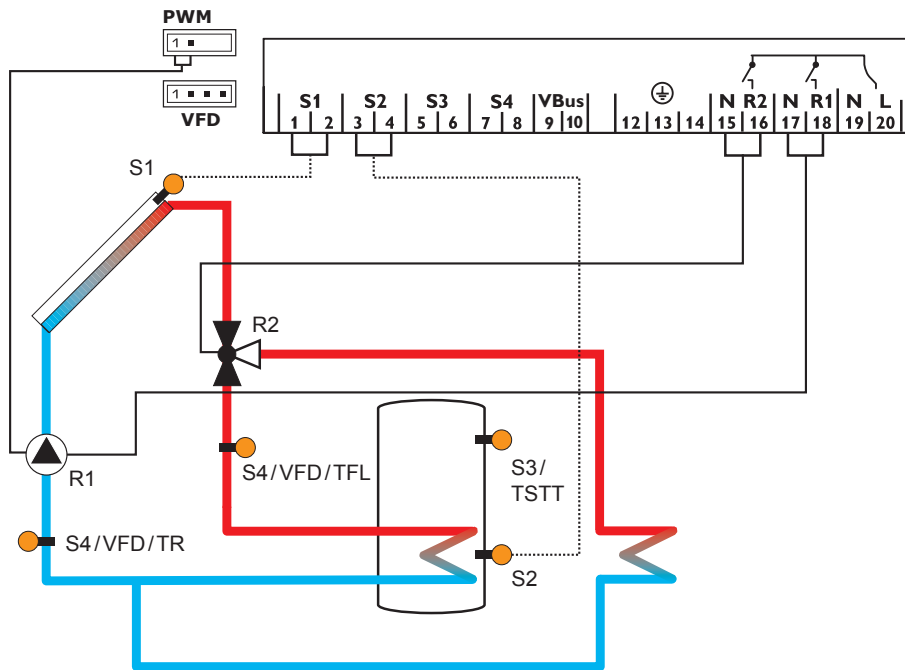 PWM
1
1
VFD
S1 S2 S3 S4 VBus N R2 N R1 N L
1 2 3 4 5 6 7 8 9 10 12 13 14 15 16 17 18 19 20
S1
R2
S4/VFD/TFL
S3/
TSTT
R1
S4/VFD/TR
S2